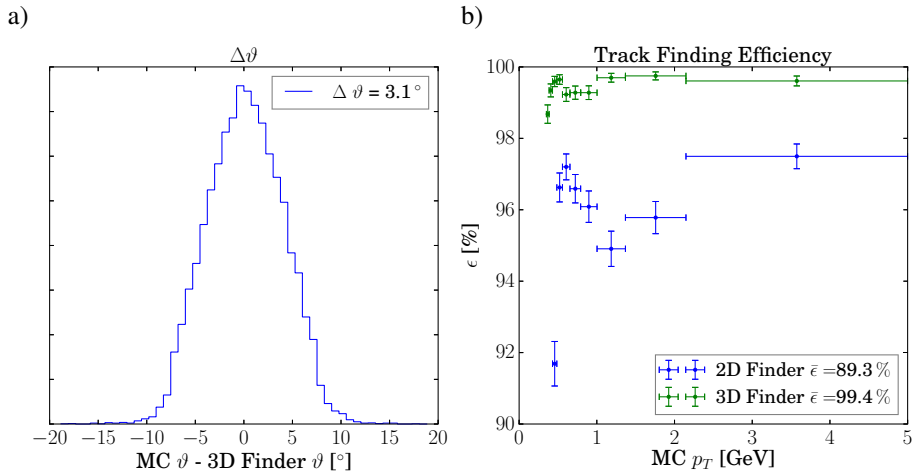 a)
Δϑ
Δ ϑ = 3.1°
−20 −15 −10 −5 0 5 10 15 20
MC ϑ - 3D Finder ϑ [°]
b)
Track Finding Efficiency
100
98
96
94
92
90
ϵ [%]
2D Finder ϵ̄ =89.3%
3D Finder ϵ̄ =99.4%
0 1 2 3 4 5
MC pT [GeV]